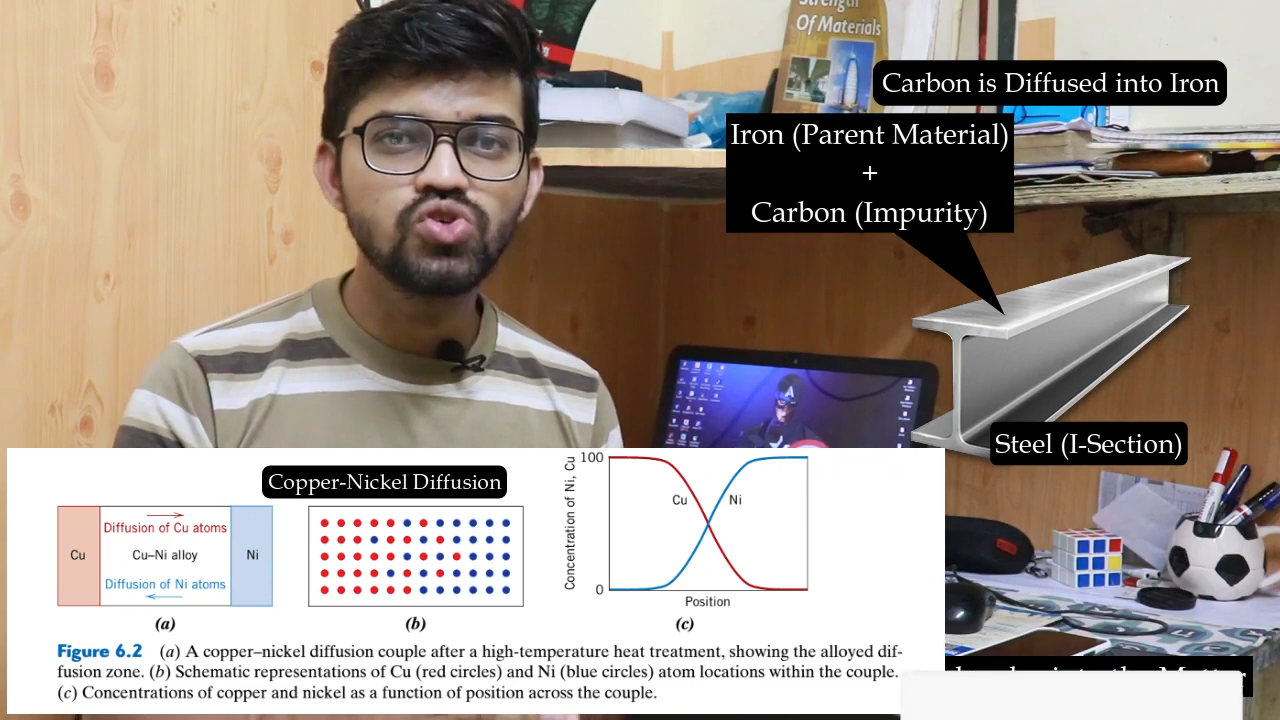 Strength
Of Materials
Carbon is Diffused into Iron
Iron (Parent Material)
+
Carbon (Impurity)
Steel (I-Section)
Copper-Nickel Diffusion
Cu
Diffusion of Cu atoms
Cu–Ni alloy
Diffusion of Ni atoms
Ni
(a)
(b)
Concentration of Ni, Cu
100
0
Cu
Ni
Position
(c)
Figure 6.2 (a) A copper–nickel diffusion couple after a high-temperature heat treatment, showing the alloyed dif-
fusion zone. (b) Schematic representations of Cu (red circles) and Ni (blue circles) atom locations within the couple.
(c) Concentrations of copper and nickel as a function of position across the couple.